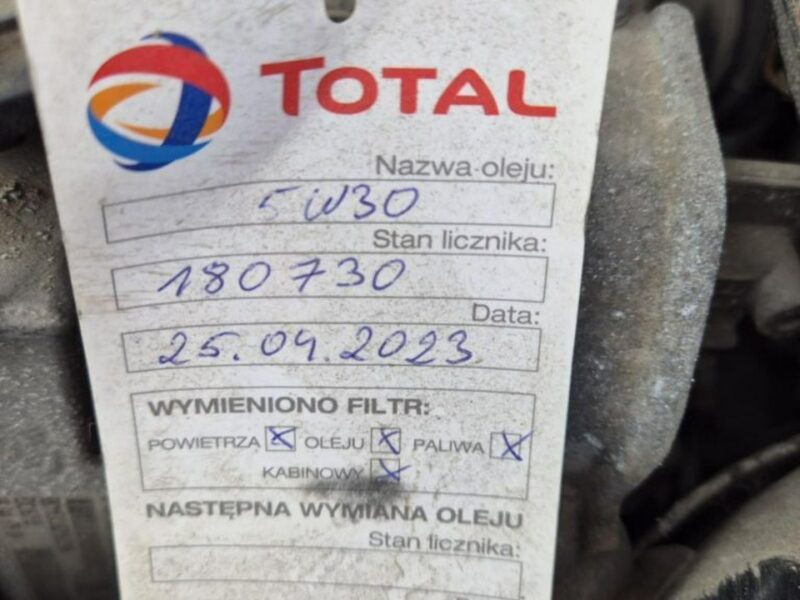 TOTAL
Nazwa oleju:
5W30
Stan licznika:
180730
Data:
25.04.2023
WYMIENIONO FILTR:
POWIETRZA X OLEJU X PALIWA X
KABINOWY X
NASTĘPNA WYMIANA OLEJU
Stan licznika: